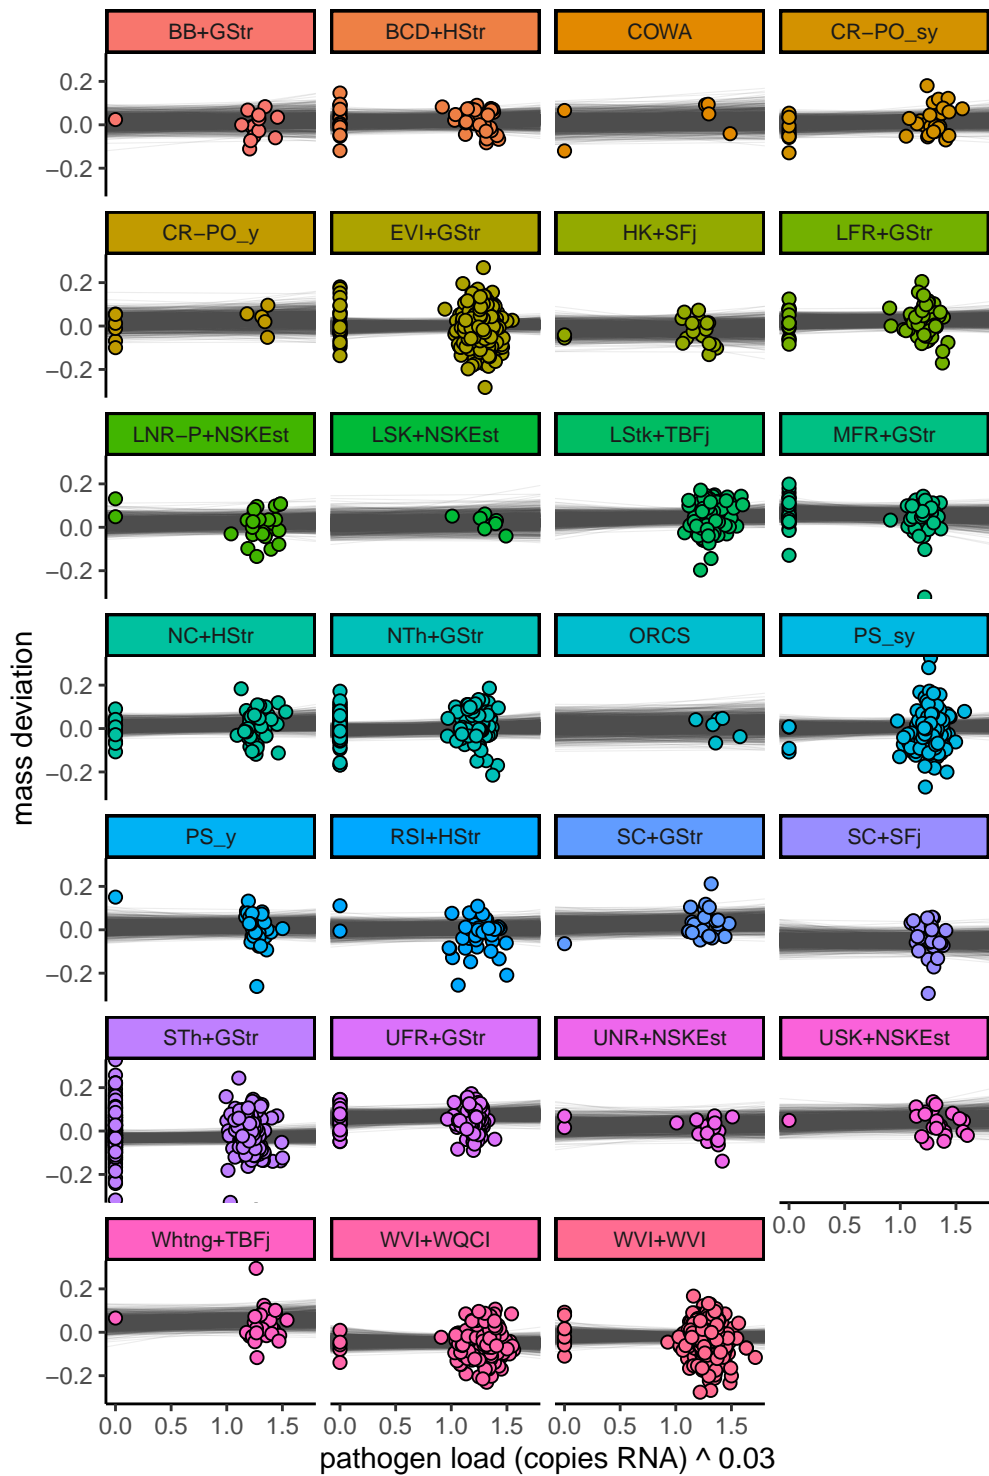 BB+GStr BCD+HStr COWA CR−PO_sy
0.2
0.0
−0.2
CR−PO_y EVI+GStr HK+SFj LFR+GStr
0.2
0.0
−0.2
LNR−P+NSKEst LSK+NSKEst LStk+TBFj MFR+GStr
0.2
0.0
−0.2
NC+HStr NTh+GStr ORCS PS_sy
0.2
0.0
−0.2
mass deviation
PS_y RSI+HStr SC+GStr SC+SFj
0.2
0.0
−0.2
STh+GStr UFR+GStr UNR+NSKEst USK+NSKEst
0.2
0.0
−0.2
0.0 0.5 1.0 1.5
Whtng+TBFj WVI+WQCI WVI+WVI
0.2
0.0
−0.2
0.0 0.5 1.0 1.5 0.0 0.5 1.0 1.5 0.0 0.5 1.0 1.5
pathogen load (copies RNA) ^ 0.03